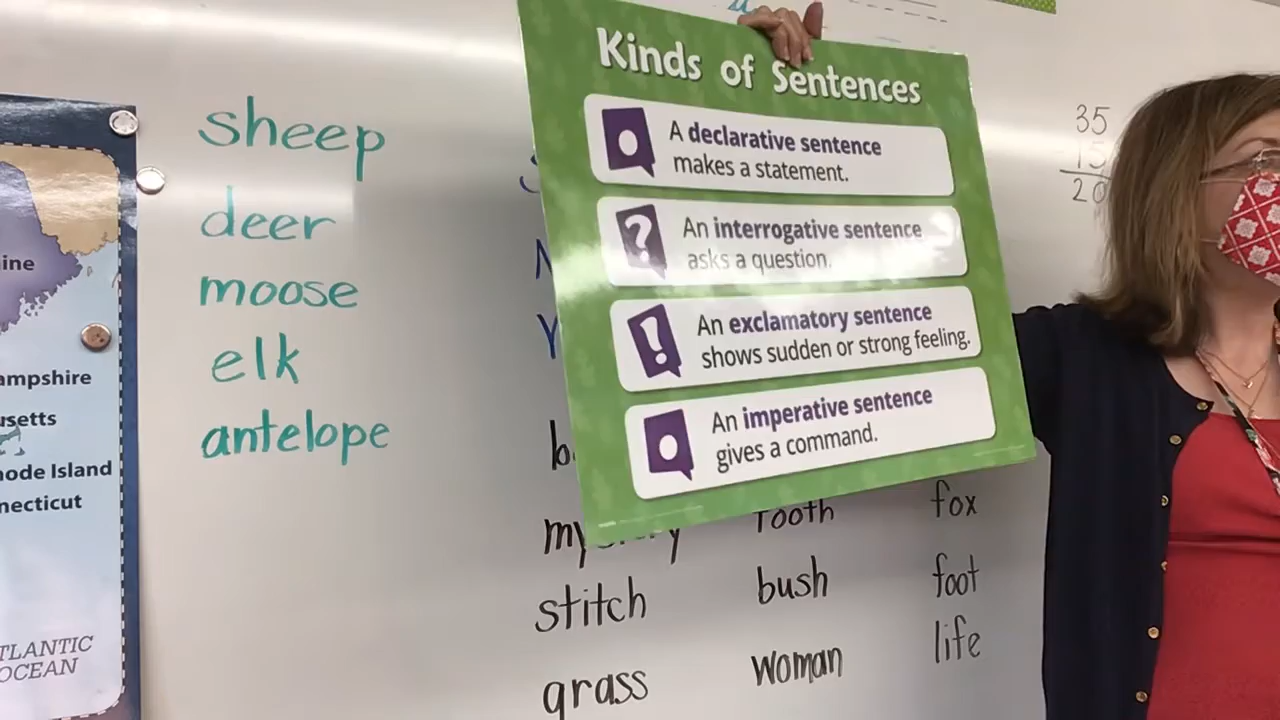 ine
ampshire
usetts
node Island
necticut
TLANTIC
OCEAN
sheep
deer
moose
elk
antelope
Kinds of Sentences
A declarative sentence
makes a statement.
?
An interrogative sentence
asks a question.
!
An exclamatory sentence
shows sudden or strong feeling.
An imperative sentence
gives a command.
Tooth fox
stitch bush foot
grass woman life
35
15
20